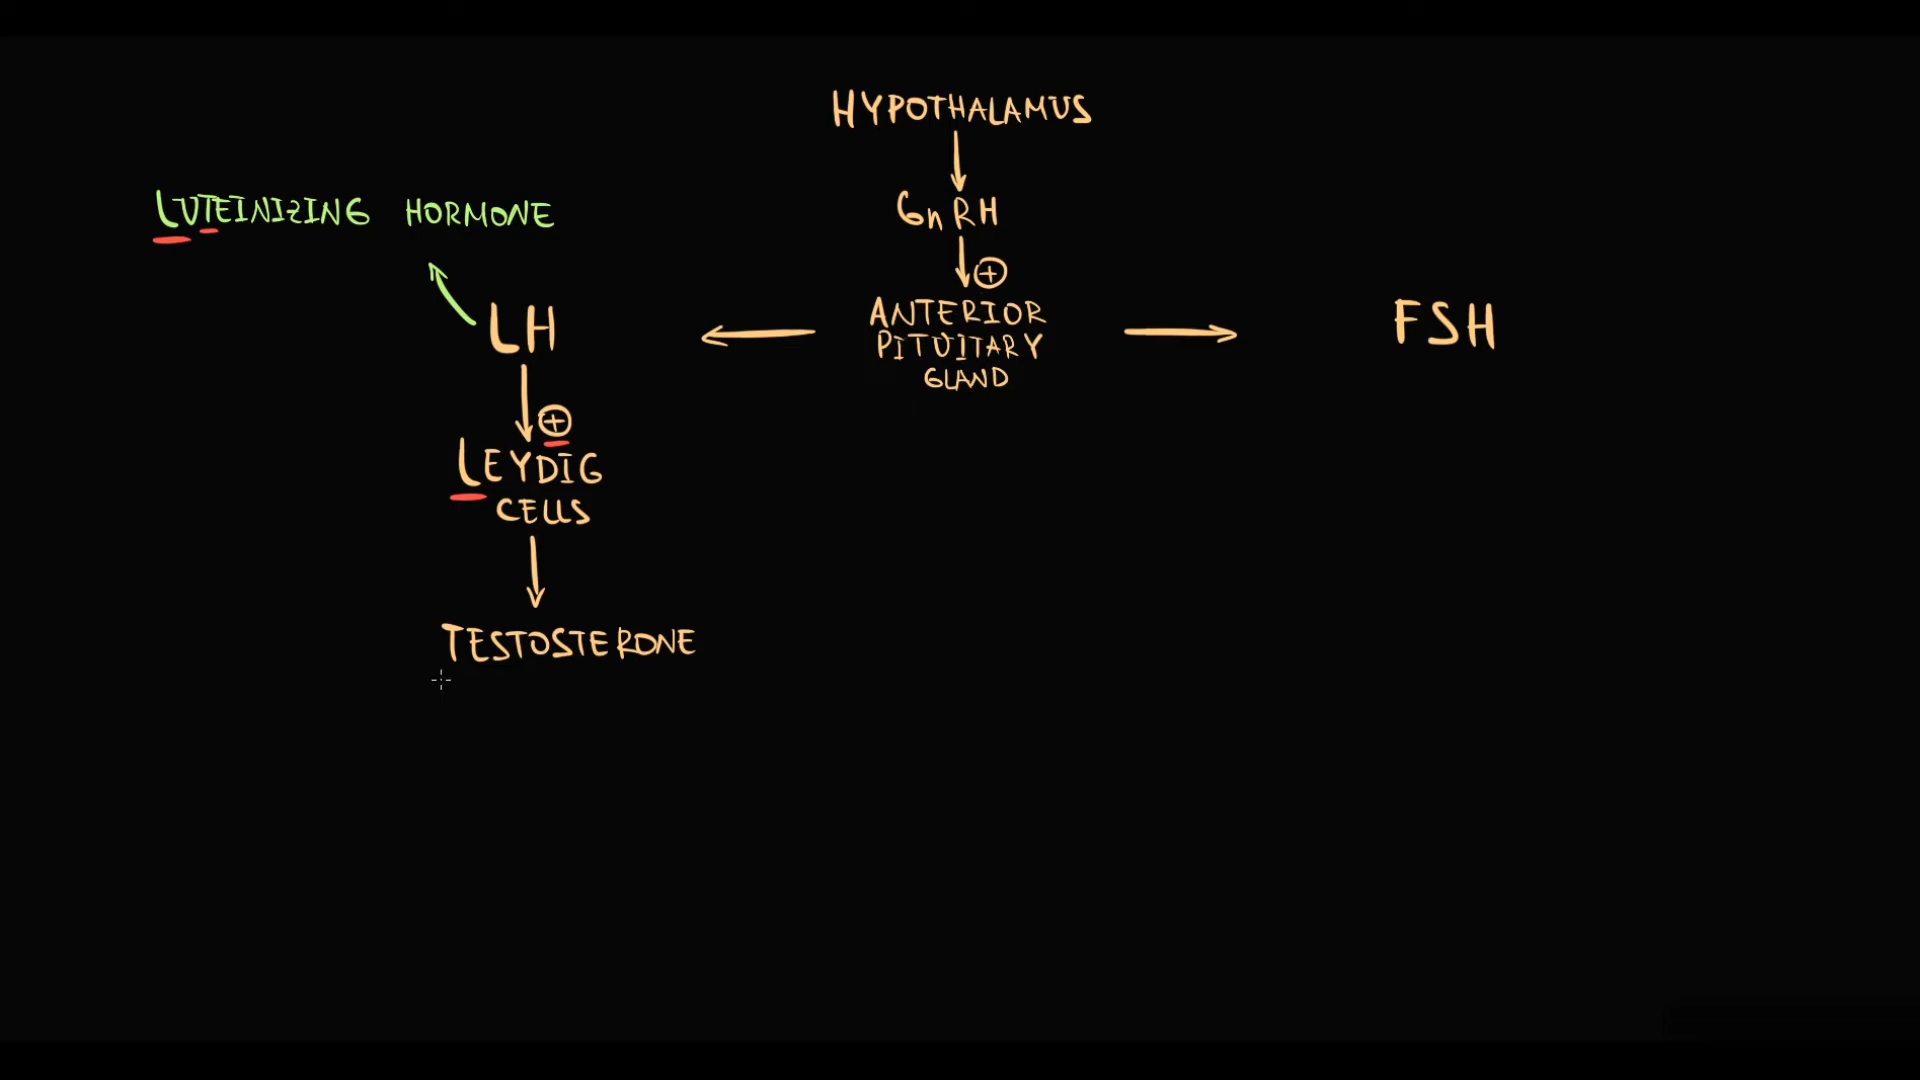 HYPOTHALAMUS
LUTEINIZING HORMONE
GnRH
+
LH
ANTERIOR
PITUITARY
GLAND
FSH
+
LEYDIG
CELLS
TESTOSTERONE